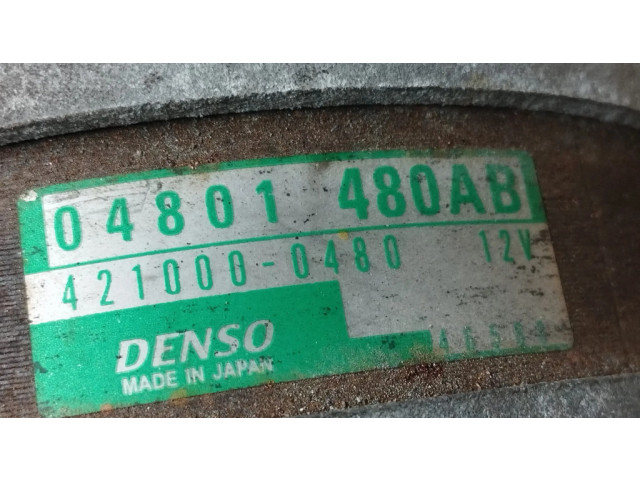 04801 480AB
421000-0480 12V
DENSO
MADE IN JAPAN